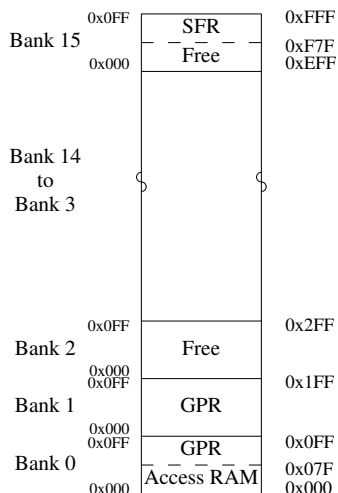 0x0FF SFR 0xFFF
Bank 15 0xF7F
0x000 Free 0xEFF
Bank 14
to
Bank 3
0x0FF 0x2FF
Bank 2 Free
0x000
0x0FF 0x1FF
Bank 1 GPR
0x000
0x0FF GPR 0x0FF
Bank 0 0x07F
0x000 Access RAM 0x000